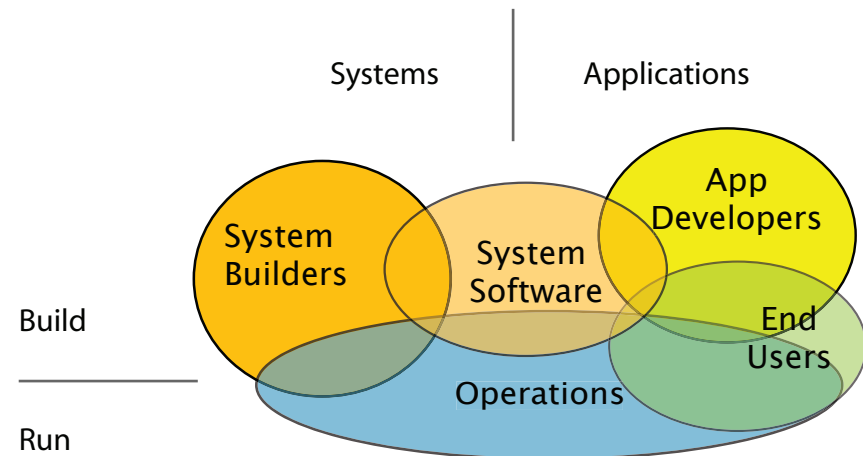 Systems
Applications
App
Developers
System
Builders
System
Software
End
Users
Build
Operations
Run